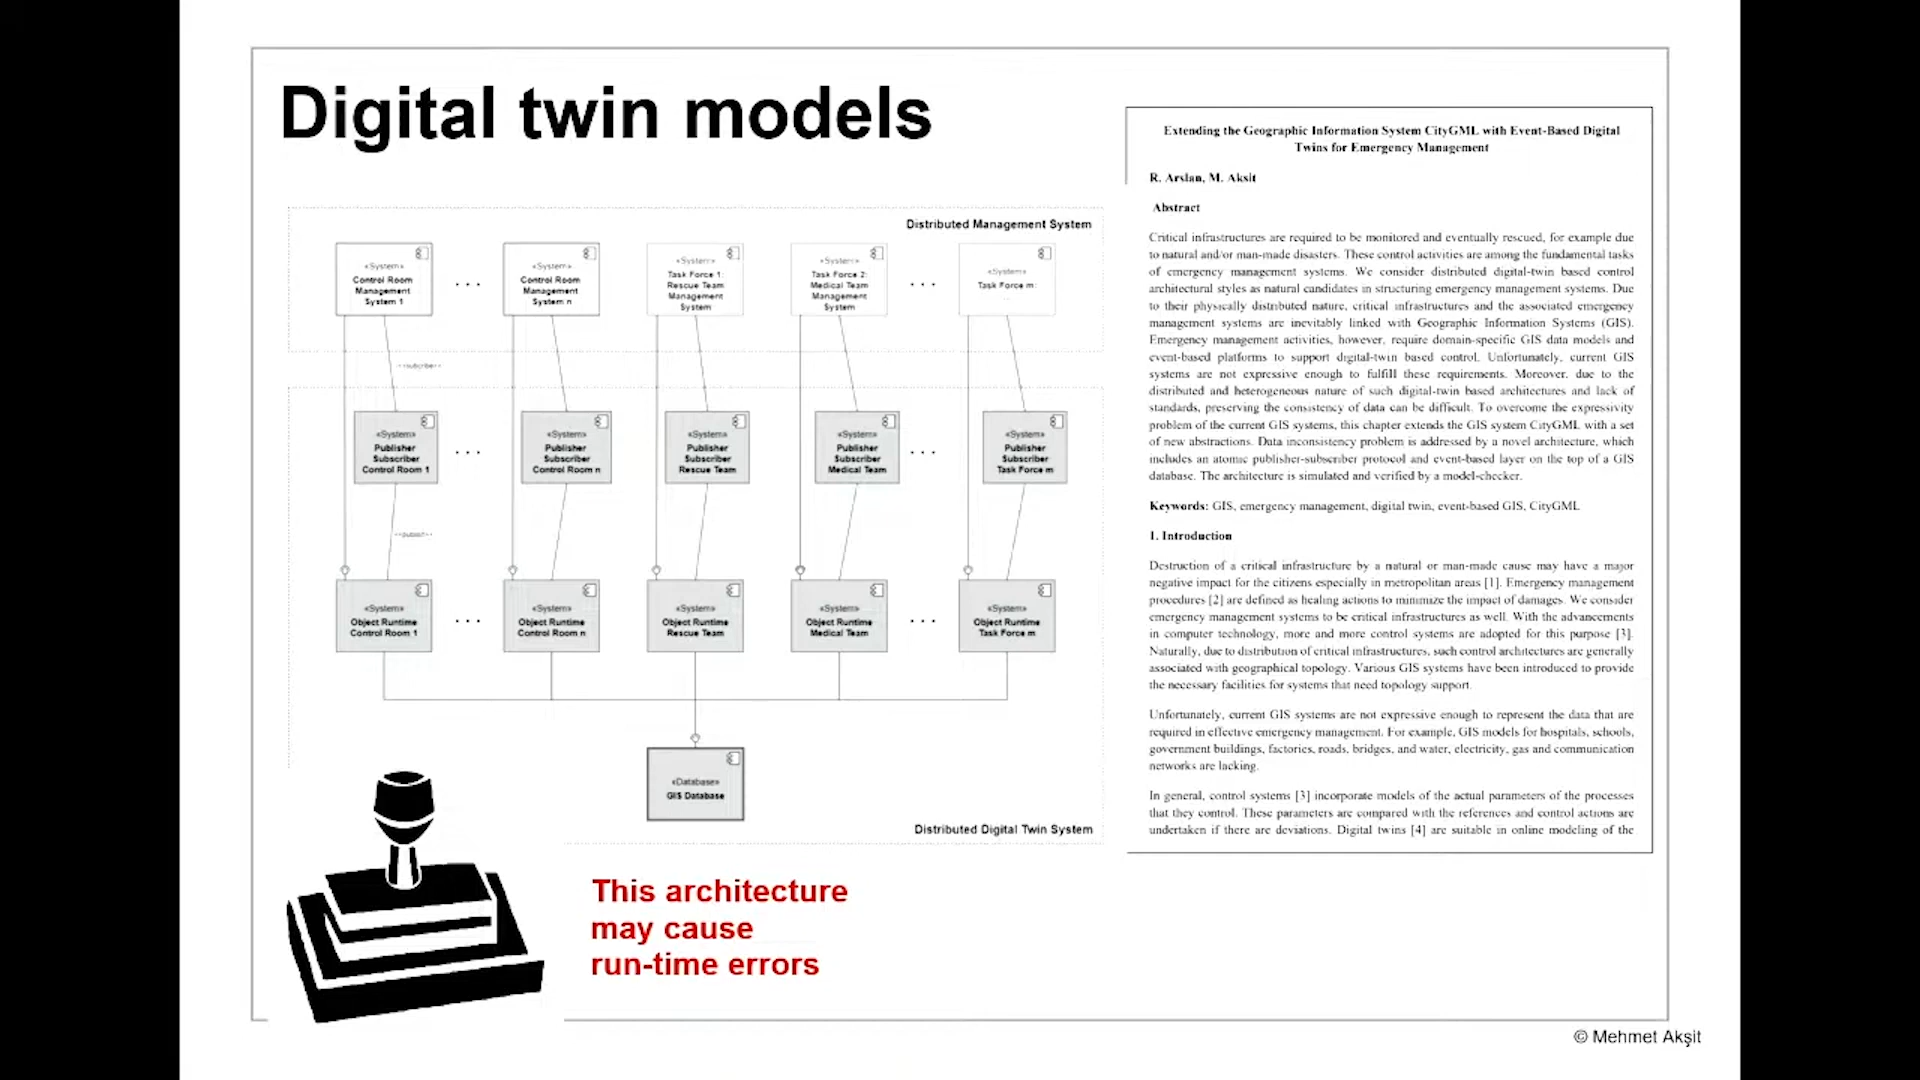 Digital twin models
Distributed Management System
«System»
Control Room
Management
System 1
. . .
«System»
Control Room
Management
System n
«System»
Task Force 1:
Rescue Team
Management
System
«System»
Task Force 2:
Medical Team
Management
System
. . .
«System»
Task Force m:
«System»
Publisher
Subscriber
Control Room 1
. . .
«System»
Publisher
Subscriber
Control Room n
«System»
Publisher
Subscriber
Rescue Team
«System»
Publisher
Subscriber
Medical Team
. . .
«System»
Publisher
Subscriber
Task Force m
«System»
Object Runtime
Control Room 1
. . .
«System»
Object Runtime
Control Room n
«System»
Object Runtime
Rescue Team
«System»
Object Runtime
Medical Team
. . .
«System»
Object Runtime
Task Force m
«Database»
GIS Database
Distributed Digital Twin System
This architecture
may cause
run-time errors
Extending the Geographic Information System CityGML with Event-Based Digital
Twins for Emergency Management
R. Arslan, M. Aksit
Abstract
Critical infrastructures are required to be monitored and eventually rescued, for example due
to natural and/or man-made disasters. These control activities are among the fundamental tasks
of emergency management systems. We consider distributed digital-twin based control
architectural styles as natural candidates in structuring emergency management systems. Due
to their physically distributed nature, critical infrastructures and the associated emergency
management systems are inevitably linked with Geographic Information Systems (GIS).
Emergency management activities, however, require domain-specific GIS data models and
event-based platforms to support digital-twin based control. Unfortunately, current GIS
systems are not expressive enough to fulfill these requirements. Moreover, due to the
distributed and heterogeneous nature of such digital-twin based architectures and lack of
standards, preserving the consistency of data can be difficult. To overcome the expressivity
problem of the current GIS systems, this chapter extends the GIS system CityGML with a set
of new abstractions. Data inconsistency problem is addressed by a novel architecture, which
includes an atomic publisher-subscriber protocol and event-based layer on the top of a GIS
database. The architecture is simulated and verified by a model-checker.
Keywords: GIS, emergency management, digital twin, event-based GIS, CityGML
1. Introduction
Destruction of a critical infrastructure by a natural or man-made cause may have a major
negative impact for the citizens especially in metropolitan areas [1]. Emergency management
procedures [2] are defined as healing actions to minimize the impact of damages. We consider
emergency management systems to be critical infrastructures as well. With the advancements
in computer technology, more and more control systems are adopted for this purpose [3].
Naturally, due to distribution of critical infrastructures, such control architectures are generally
associated with geographical topology. Various GIS systems have been introduced to provide
the necessary facilities for systems that need topology support.
Unfortunately, current GIS systems are not expressive enough to represent the data that are
required in effective emergency management. For example, GIS models for hospitals, schools,
government buildings, factories, roads, bridges, and water, electricity, gas and communication
networks are lacking.
In general, control systems [3] incorporate models of the actual parameters of the processes
that they control. These parameters are compared with the references and control actions are
undertaken if there are deviations. Digital twins [4] are suitable in online modeling of the
© Mehmet Akşit